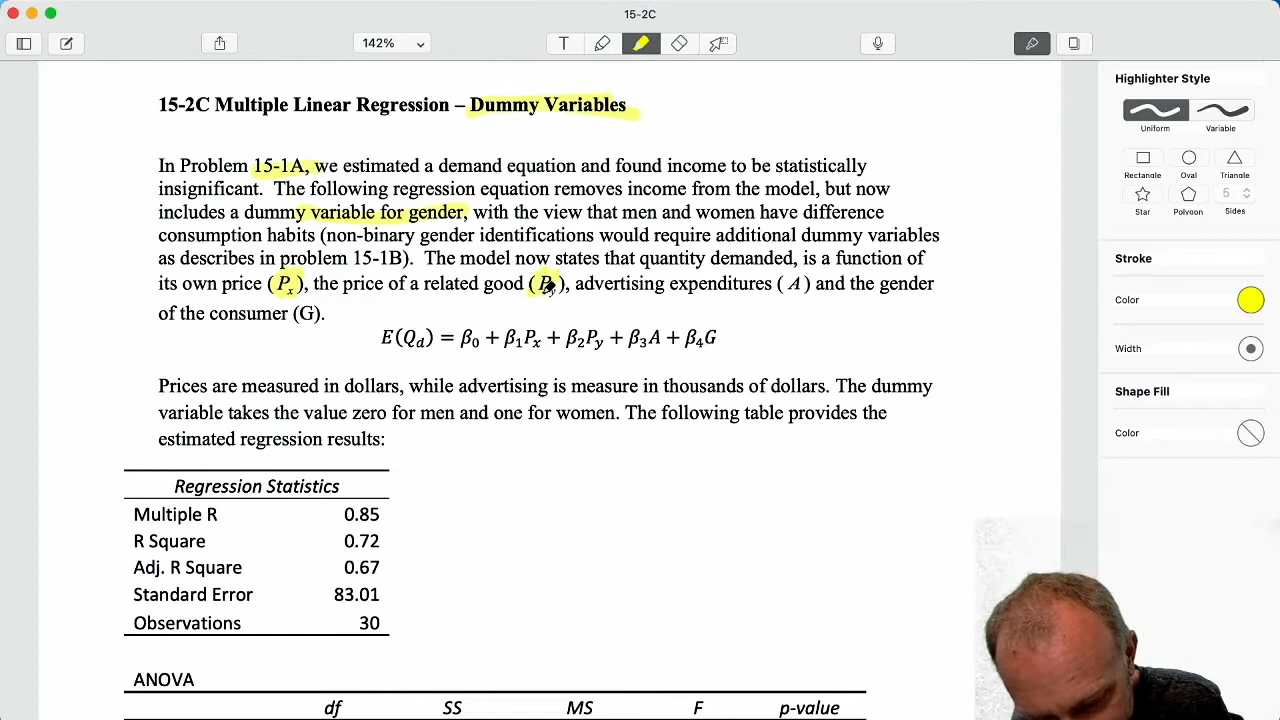 15-2C
142%
T
Highlighter Style
Uniform
Variable
Rectangle
Oval
Triangle
Star
Polygon
5
Sides
Stroke
Color
Width
Shape Fill
Color
15-2C Multiple Linear Regression – Dummy Variables
In Problem 15-1A, we estimated a demand equation and found income to be statistically
insignificant. The following regression equation removes income from the model, but now
includes a dummy variable for gender, with the view that men and women have difference
consumption habits (non-binary gender identifications would require additional dummy variables
as describes in problem 15-1B). The model now states that quantity demanded, is a function of
its own price (Pₓ), the price of a related good (P_y), advertising expenditures (A) and the gender
of the consumer (G).
E(Q_d) = β₀ + β₁Pₓ + β₂P_y + β₃A + β₄G
Prices are measured in dollars, while advertising is measure in thousands of dollars. The dummy
variable takes the value zero for men and one for women. The following table provides the
estimated regression results:
Regression Statistics
Multiple R 0.85
R Square 0.72
Adj. R Square 0.67
Standard Error 83.01
Observations 30
ANOVA
df SS MS F p-value